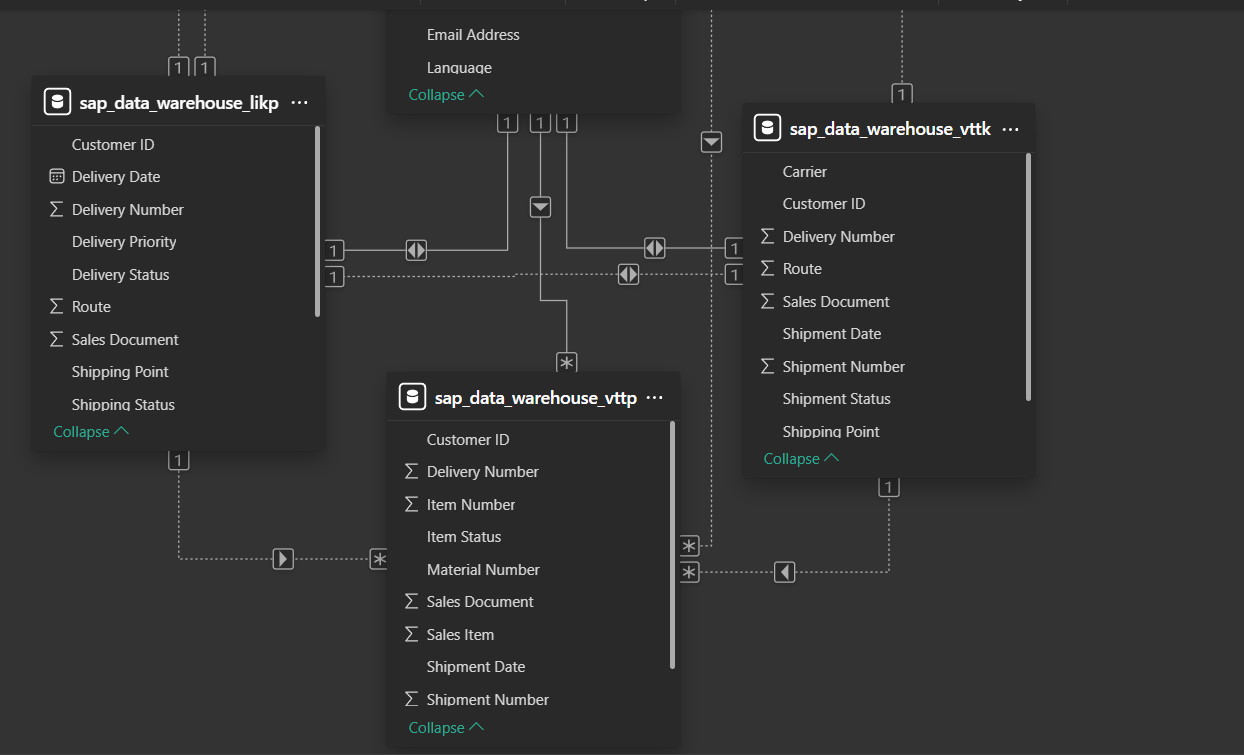 Email Address
Language
Collapse
1
1
sap_data_warehouse_likp ...
Customer ID
Delivery Date
Σ Delivery Number
Delivery Priority
Delivery Status
Σ Route
Σ Sales Document
Shipping Point
Shipping Status
Collapse
1
1
1
1
1
1
1
sap_data_warehouse_vttk ...
Carrier
Customer ID
Σ Delivery Number
Σ Route
Σ Sales Document
Shipment Date
Σ Shipment Number
Shipment Status
Shipping Point
Collapse
1
1
1
1
*
sap_data_warehouse_vttp ...
Customer ID
Σ Delivery Number
Σ Item Number
Item Status
Material Number
Σ Sales Document
Σ Sales Item
Shipment Date
Σ Shipment Number
Collapse
*
*
*